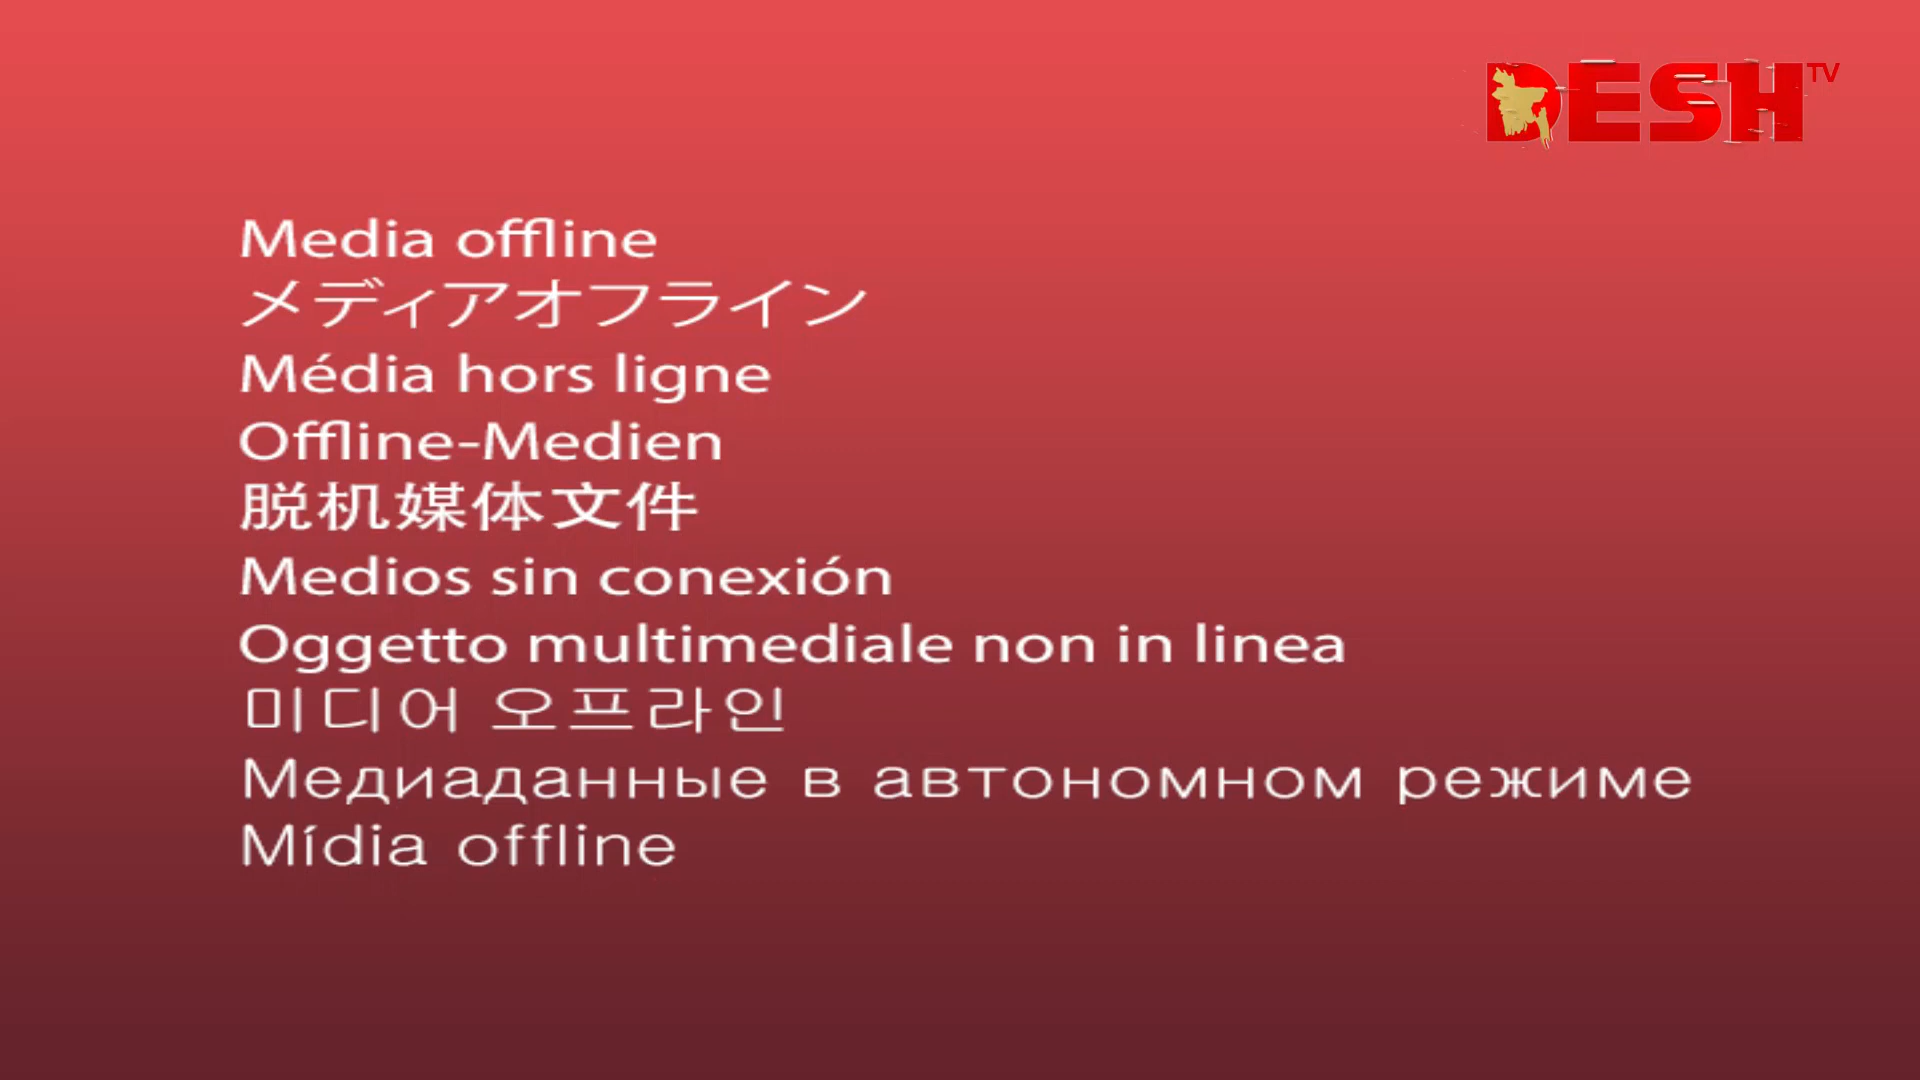 DESH TV
Media offline
メディアオフライン
Média hors ligne
Offline-Medien
脱机媒体文件
Medios sin conexión
Oggetto multimediale non in linea
미디어 오프라인
Медиаданные в автономном режиме
Mídia offline